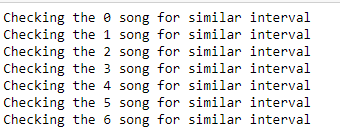 Checking the 0 song for similar interval
Checking the 1 song for similar interval
Checking the 2 song for similar interval
Checking the 3 song for similar interval
Checking the 4 song for similar interval
Checking the 5 song for similar interval
Checking the 6 song for similar interval